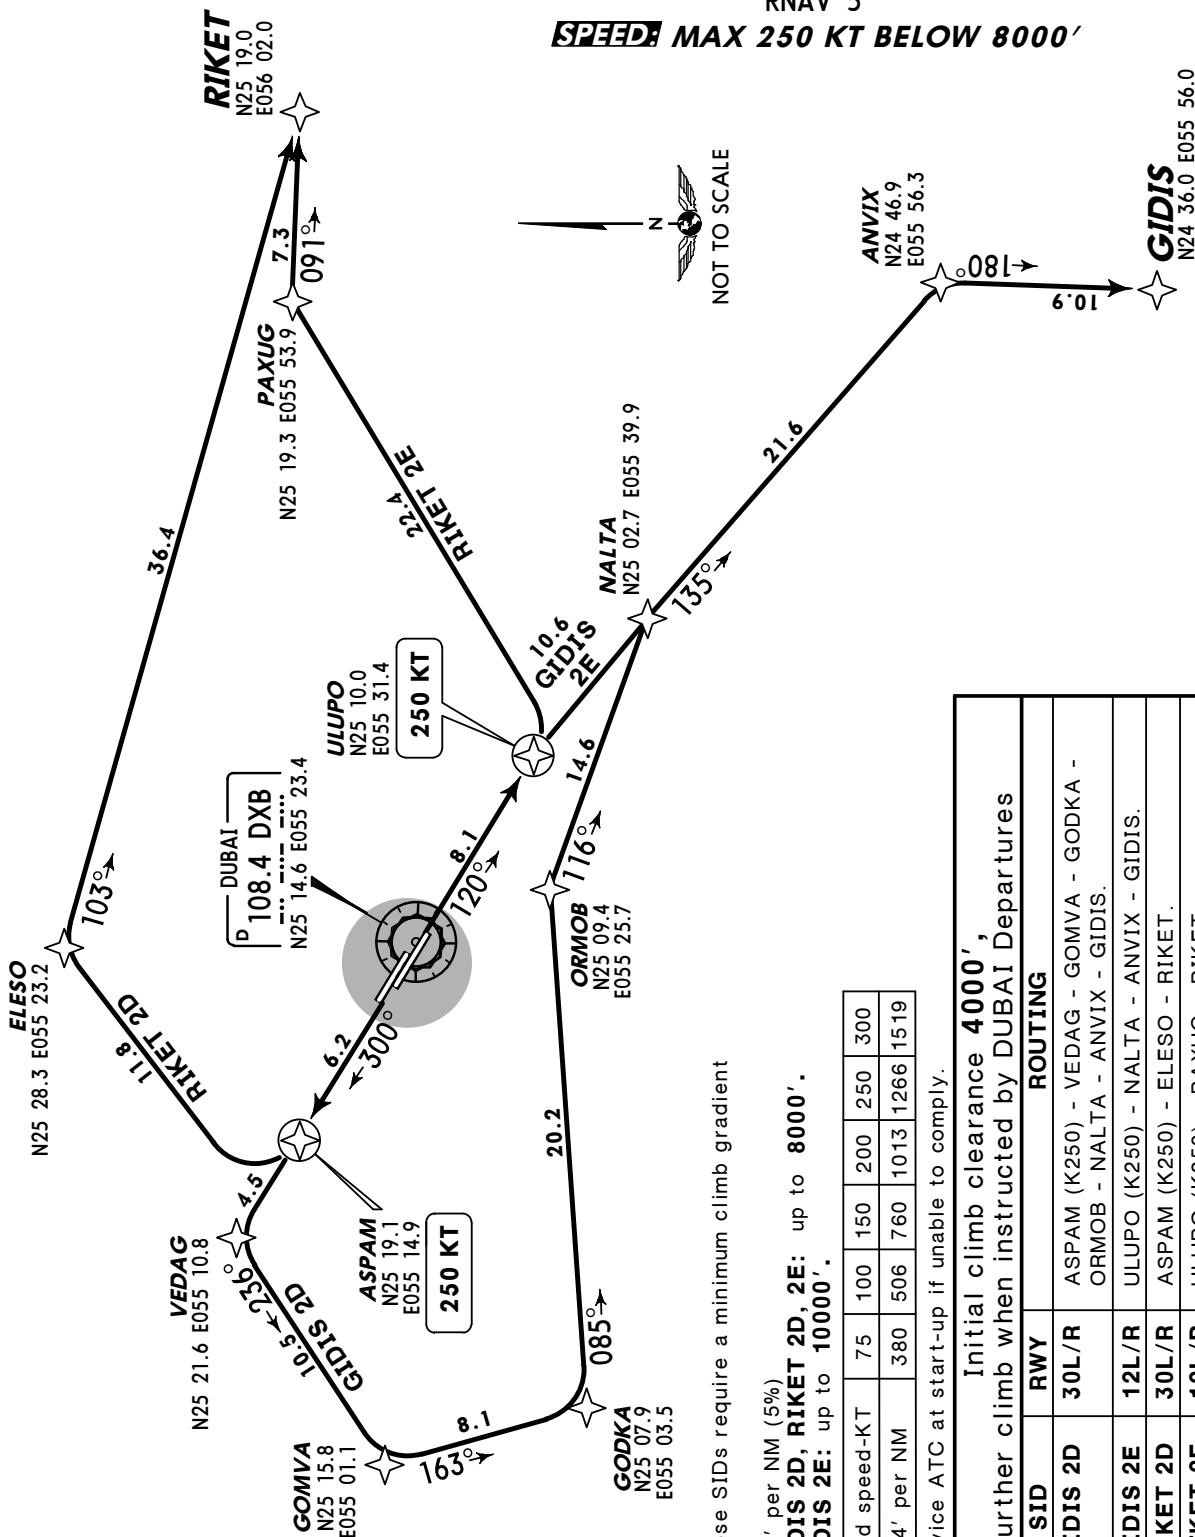 RNAV 5
SPEED: MAX 250 KT BELOW 8000'
RIKET
N25 19.0
E056 02.0
7.3
091°
36.4
PAXUG
N25 19.3 E055 53.9
22.4
RIKET 2E
N
NOT TO SCALE
ANVIX
N24 46.9
E055 56.3
180°
10.9
GIDIS
N24 36.0 E055 56.0
21.6
135°
NALTA
N25 02.7 E055 39.9
10.6
GIDIS
2E
ULUPO
N25 10.0
E055 31.4
250 KT
14.6
116°
8.1
120°
DUBAI
D
108.4 DXB
N25 14.6 E055 23.4
103°
ELESO
N25 28.3 E055 23.2
11.8
RIKET 2D
6.2
300°
ORMOB
N25 09.4
E055 25.7
20.2
4.5
VEDAG
N25 21.6 E055 10.8
ASPAM
N25 19.1
E055 14.9
250 KT
236°
10.5
GIDIS 2D
GOMVA
N25 15.8
E055 01.1
8.1
163°
085°
GODKA
N25 07.9
E055 03.5
se SIDs require a minimum climb gradient
' per NM (5%)
DIS 2D, RIKET 2D, 2E: up to 8000'.
DIS 2E: up to 10000'.
d speed-KT 75 100 150 200 250 300
4' per NM 380 506 760 1013 1266 1519
vice ATC at start-up if unable to comply.
Initial climb clearance 4000',
urther climb when instructed by DUBAI Departures
SID RWY ROUTING
EDIS 2D 30L/R ASPAM (K250) - VEDAG - GOMVA - GODKA -
ORMOB - NALTA - ANVIX - GIDIS.
EDIS 2E 12L/R ULUPO (K250) - NALTA - ANVIX - GIDIS.
KET 2D 30L/R ASPAM (K250) - ELESO - RIKET.